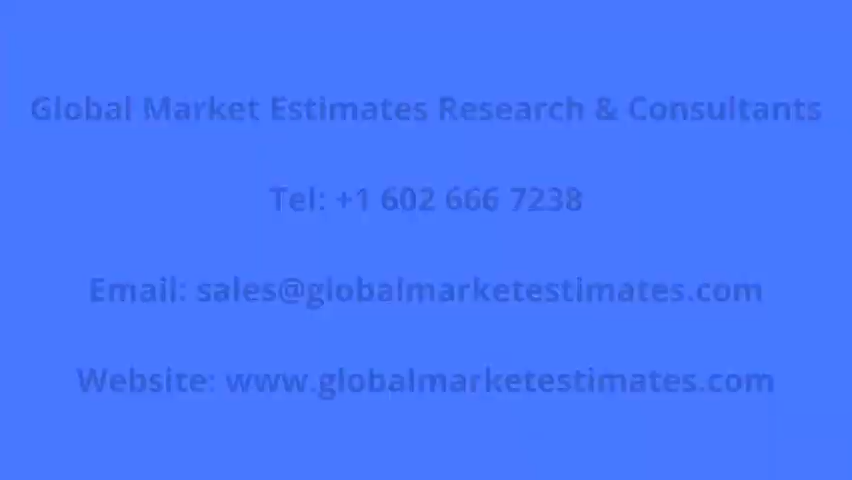 Global Market Estimates Research & Consultants
Tel: +1 602 666 7238
Email: sales@globalmarketestimates.com
Website: www.globalmarketestimates.com